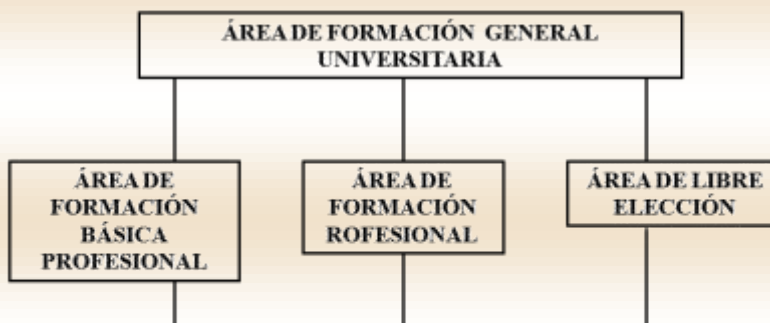 ÁREA DE FORMACIÓN GENERAL
UNIVERSITARIA
ÁREA DE
FORMACIÓN
BÁSICA
PROFESIONAL
ÁREA DE
FORMACIÓN
ROFESIONAL
ÁREA DE LIBRE
ELECCIÓN